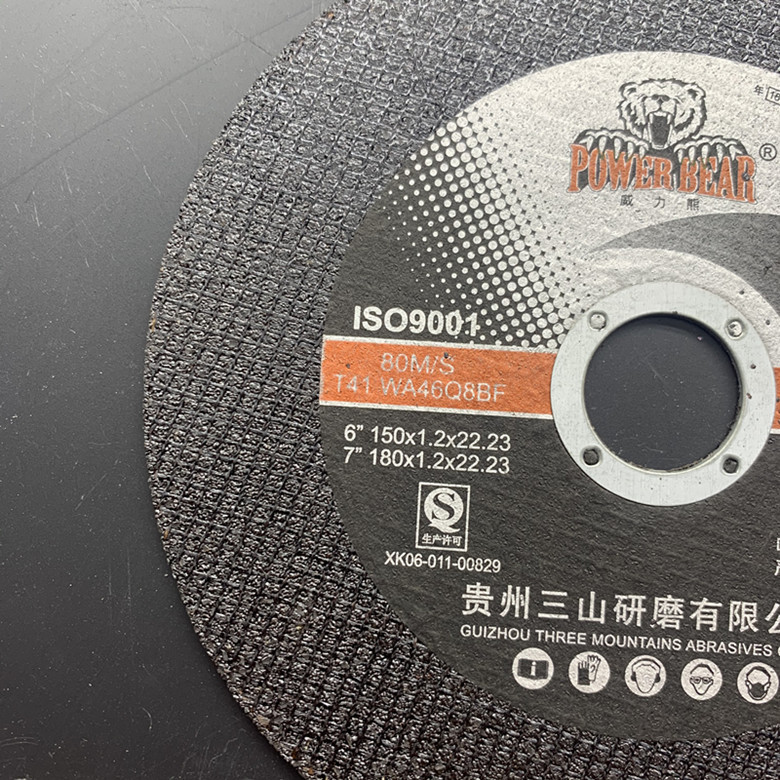 POWER BEAR ®
威力熊
年
ISO9001
80M/S
T41 WA46Q8BF
6” 150x1.2x22.23
7” 180x1.2x22.23
生产许可
XK06-011-00829
贵州三山研磨有限
GUIZHOU THREE MOUNTAINS ABRASIVES